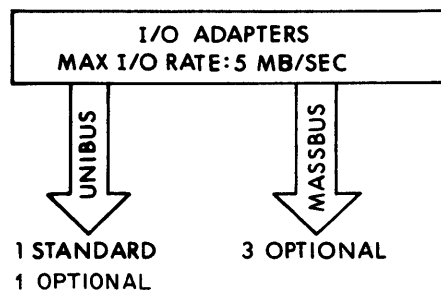 I/O ADAPTERS
MAX I/O RATE: 5 MB/SEC
UNIBUS
MASSBUS
1 STANDARD
1 OPTIONAL
3 OPTIONAL